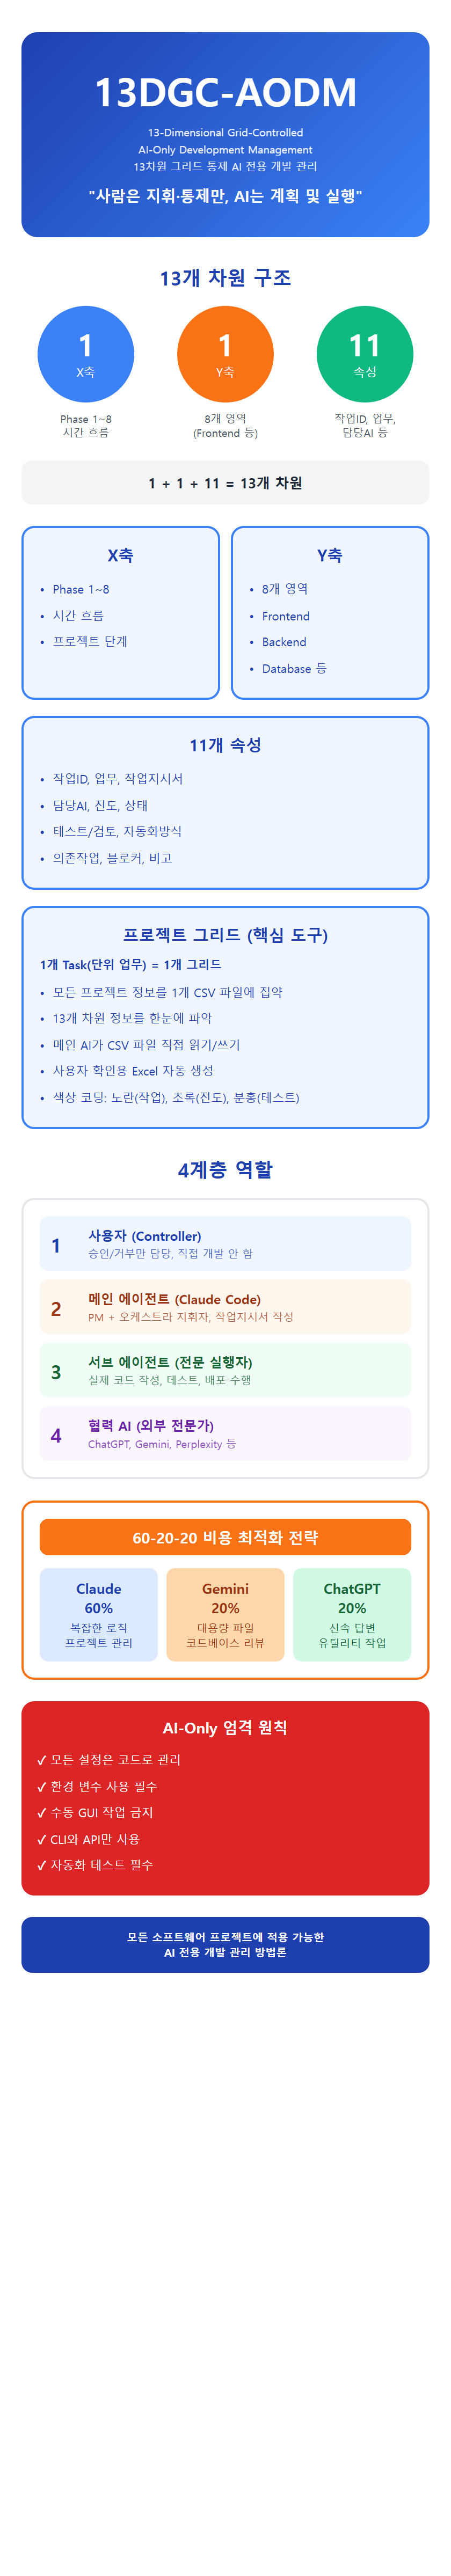 13DGC-AODM
13-Dimensional Grid-Controlled
AI-Only Development Management
13차원 그리드 통제 AI 전용 개발 관리
"사람은 지휘·통제만, AI는 계획 및 실행"
13개 차원 구조
1
X축
Phase 1~8
시간 흐름
1
Y축
8개 영역
(Frontend 등)
11
속성
작업ID, 업무,
담당AI 등
1 + 1 + 11 = 13개 차원
X축
• Phase 1~8
• 시간 흐름
• 프로젝트 단계
Y축
• 8개 영역
• Frontend
• Backend
• Database 등
11개 속성
• 작업ID, 업무, 작업지시서
• 담당AI, 진도, 상태
• 테스트/검토, 자동화방식
• 의존작업, 블로커, 비고
프로젝트 그리드 (핵심 도구)
1개 Task(단위 업무) = 1개 그리드
• 모든 프로젝트 정보를 1개 CSV 파일에 집약
• 13개 차원 정보를 한눈에 파악
• 메인 AI가 CSV 파일 직접 읽기/쓰기
• 사용자 확인용 Excel 자동 생성
• 색상 코딩: 노란(작업), 초록(진도), 분홍(테스트)
4계층 역할
1
사용자 (Controller)
승인/거부만 담당, 직접 개발 안 함
2
메인 에이전트 (Claude Code)
PM + 오케스트라 지휘자, 작업지시서 작성
3
서브 에이전트 (전문 실행자)
실제 코드 작성, 테스트, 배포 수행
4
협력 AI (외부 전문가)
ChatGPT, Gemini, Perplexity 등
60-20-20 비용 최적화 전략
Claude
60%
복잡한 로직
프로젝트 관리
Gemini
20%
대용량 파일
코드베이스 리뷰
ChatGPT
20%
신속 답변
유틸리티 작업
AI-Only 엄격 원칙
✓ 모든 설정은 코드로 관리
✓ 환경 변수 사용 필수
✓ 수동 GUI 작업 금지
✓ CLI와 API만 사용
✓ 자동화 테스트 필수
모든 소프트웨어 프로젝트에 적용 가능한
AI 전용 개발 관리 방법론